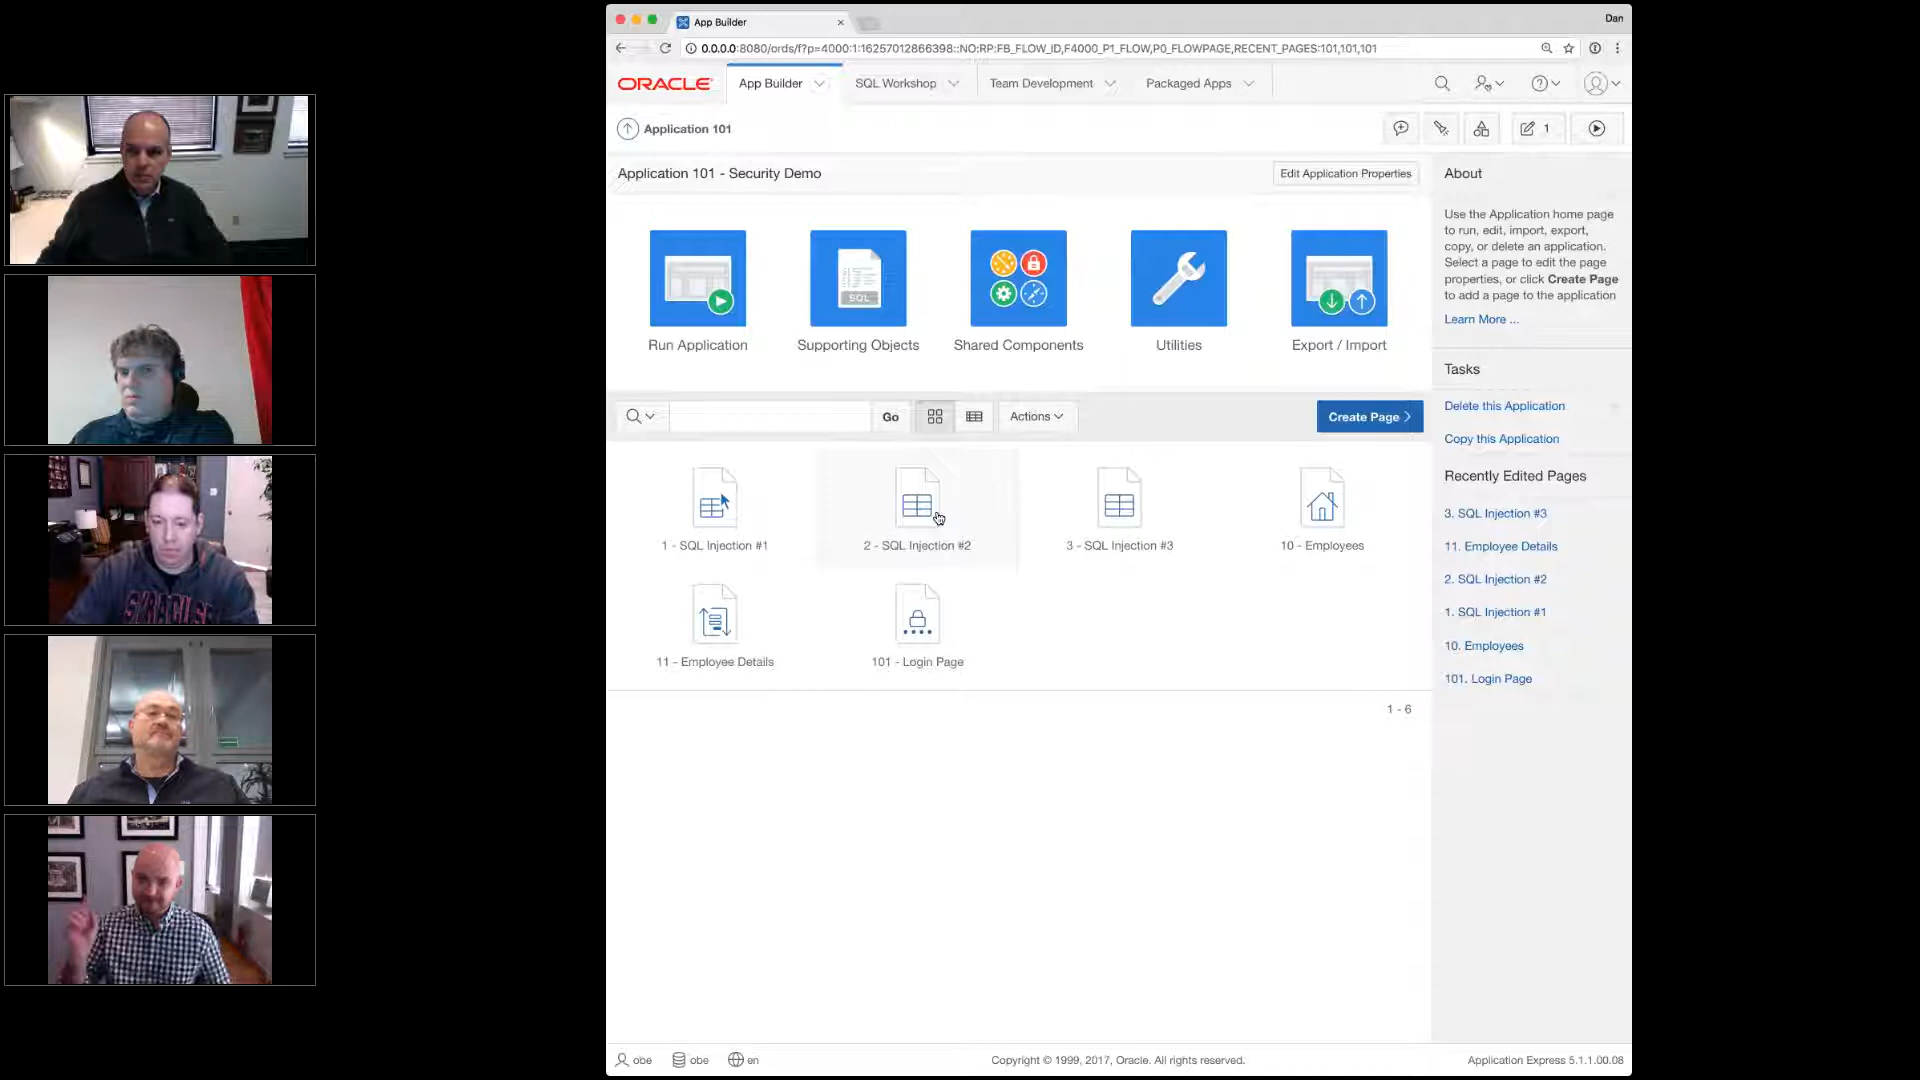 App Builder
Dan
0.0.0.0:8080/ords/f?p=4000:1:16257012866398::NO:RP:FB_FLOW_ID,F4000_P1_FLOW,P0_FLOWPAGE,RECENT_PAGES:101,101,101
ORACLE
App Builder
SQL Workshop
Team Development
Packaged Apps
Application 101
1
Application 101 - Security Demo
Edit Application Properties
About
Use the Application home page
to run, edit, import, export,
copy, or delete an application.
Select a page to edit the page
properties, or click Create Page
to add a page to the application
Learn More ...
SQL
Run Application
Supporting Objects
Shared Components
Utilities
Export / Import
Tasks
Delete this Application
Copy this Application
Go
Actions
Create Page
Recently Edited Pages
3. SQL Injection #3
11. Employee Details
2. SQL Injection #2
1. SQL Injection #1
10. Employees
101. Login Page
1 - SQL Injection #1
2 - SQL Injection #2
3 - SQL Injection #3
10 - Employees
11 - Employee Details
101 - Login Page
1 - 6
SYRACUSE
obe
obe
en
Copyright © 1999, 2017, Oracle. All rights reserved.
Application Express 5.1.1.00.08